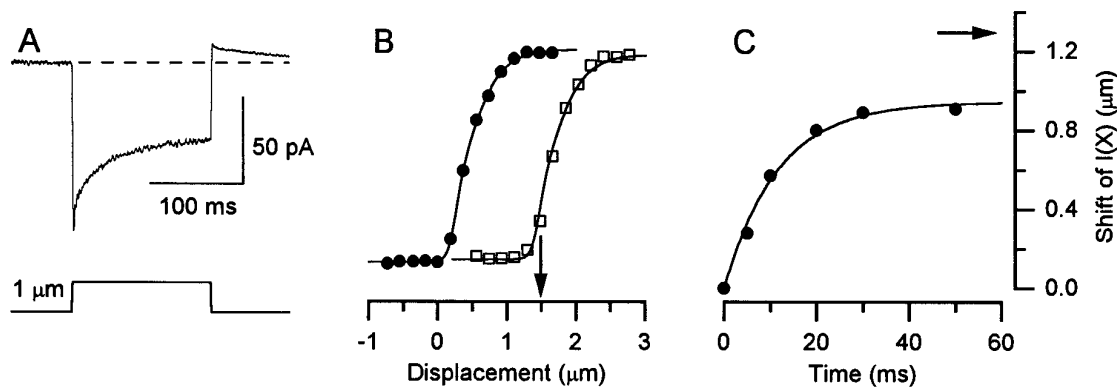 A
50 pA
100 ms
1 μm
B
-1 0 1 2 3
Displacement (μm)
C
1.2
0.8
0.4
0.0
Shift of I(X) (μm)
0 20 40 60
Time (ms)